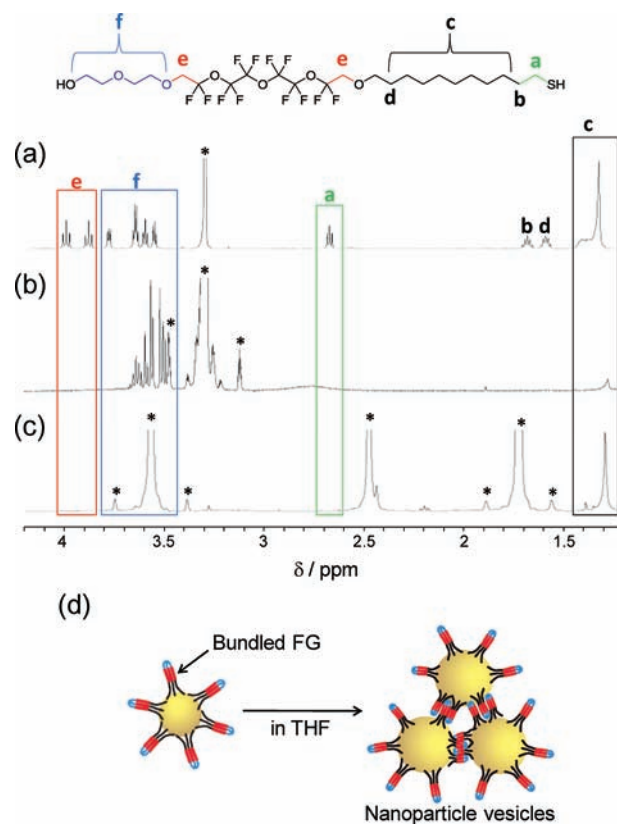 f
c
e
e
a
F F F F
HO O O O O O O O SH
F F F F F F F F
d
b
(a)
e
f
*
a
b d
c
(b)
*
*
*
(c)
*
*
*
*
*
*
*
4
3.5
3
2.5
2
1.5
δ / ppm
(d)
Bundled FG
in THF
Nanoparticle vesicles